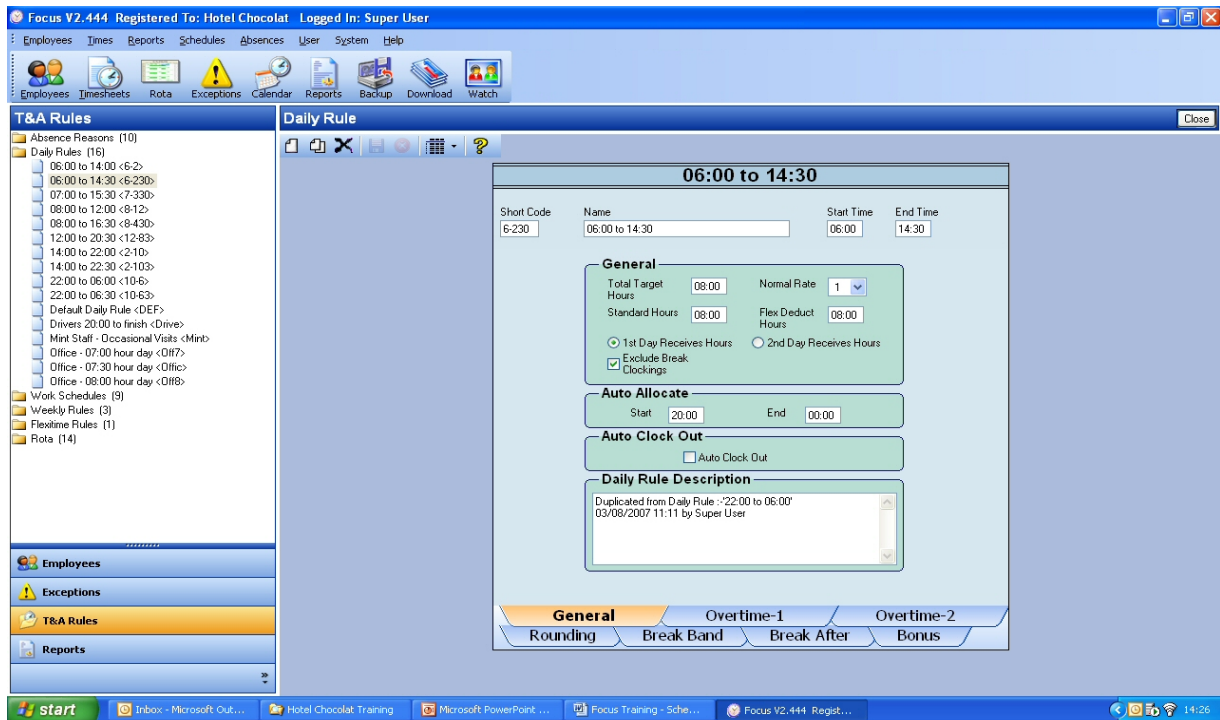 Focus V2.444 Registered To: Hotel Chocolat Logged In: Super User
Employees Times Reports Schedules Absences User System Help
Employees Timesheets Rota Exceptions Calendar Reports Backup Download Watch
T&A Rules
Daily Rule
Close
Absence Reasons (10)
Daily Rules (16)
06:00 to 14:00 <6-2>
06:00 to 14:30 <6-230>
07:00 to 15:30 <7-330>
08:00 to 12:00 <8-12>
08:00 to 16:30 <8-430>
12:00 to 20:30 <12-83>
14:00 to 22:00 <2-10>
14:00 to 22:30 <2-103>
22:00 to 06:00 <10-6>
22:00 to 06:30 <10-63>
Default Daily Rule <DEF>
Drivers 20:00 to finish <Drive>
Mint Staff - Occasional Visits <Mint>
Office - 07:00 hour day <Off7>
Office - 07:30 hour day <Offic>
Office - 08:00 hour day <Off8>
Work Schedules (9)
Weekly Rules (3)
Flexitime Rules (1)
Rota (14)
Employees
Exceptions
T&A Rules
Reports
06:00 to 14:30
Short Code Name Start Time End Time
6-230 06:00 to 14:30 06:00 14:30
General
Total Target Hours 08:00 Normal Rate 1
Standard Hours 08:00 Flex Deduct Hours 08:00
1st Day Receives Hours 2nd Day Receives Hours
Exclude Break Clockings
Auto Allocate
Start 20:00 End 00:00
Auto Clock Out
Auto Clock Out
Daily Rule Description
Duplicated from Daily Rule :-'22:00 to 06:00'
03/08/2007 11:11 by Super User
General Overtime-1 Overtime-2
Rounding Break Band Break After Bonus
start Inbox - Microsoft Out... Hotel Chocolat Training Microsoft PowerPoint ... Focus Training - Sche... Focus V2.444 Regist... 14:26